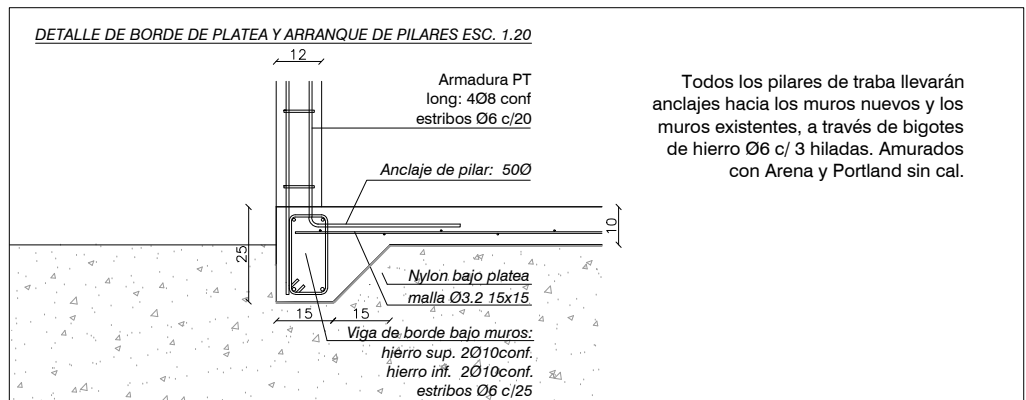 DETALLE DE BORDE DE PLATEA Y ARRANQUE DE PILARES ESC. 1.20
12
Armadura PT
long: 4Ø8 conf
estribos Ø6 c/20
Anclaje de pilar: 50Ø
Todos los pilares de traba llevarán
anclajes hacia los muros nuevos y los
muros existentes, a través de bigotes
de hierro Ø6 c/ 3 hiladas. Amurados
con Arena y Portland sin cal.
25
10
Nylon bajo platea
malla Ø3.2 15x15
15
15
Viga de borde bajo muros:
hierro sup. 2Ø10conf.
hierro inf. 2Ø10conf.
estribos Ø6 c/25